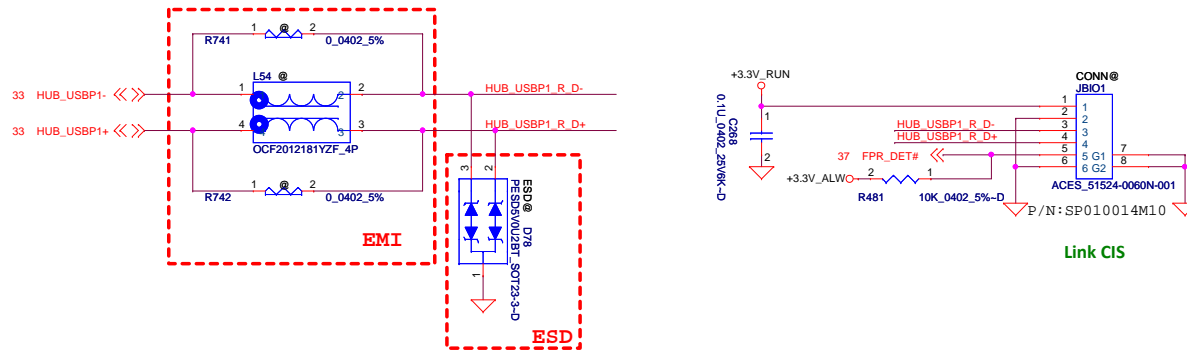 1 @ 2
R741 0_0402_5%
L54 @
33 HUB_USBP1-
1 2
2
HUB_USBP1_R_D-
33 HUB_USBP1+
4 3
3
HUB_USBP1_R_D+
OCF2012181YZF_4P
1 @ 2
R742 0_0402_5%
EMI
3 2
ESD@
D78
PESD5V0U2BT_SOT23-3~D
1
ESD
+3.3V_RUN
1
C268
0.1U_0402_25V6K~D
2
CONN@
JBIO1
1 1
2 2
HUB_USBP1_R_D- 3 3
HUB_USBP1_R_D+ 4 4
37 FPR_DET# 5 5 G1 7
6 6 G2 8
+3.3V_ALW 2 1
R481 10K_0402_5%~D
ACES_51524-0060N-001
P/N:SP010014M10
Link CIS